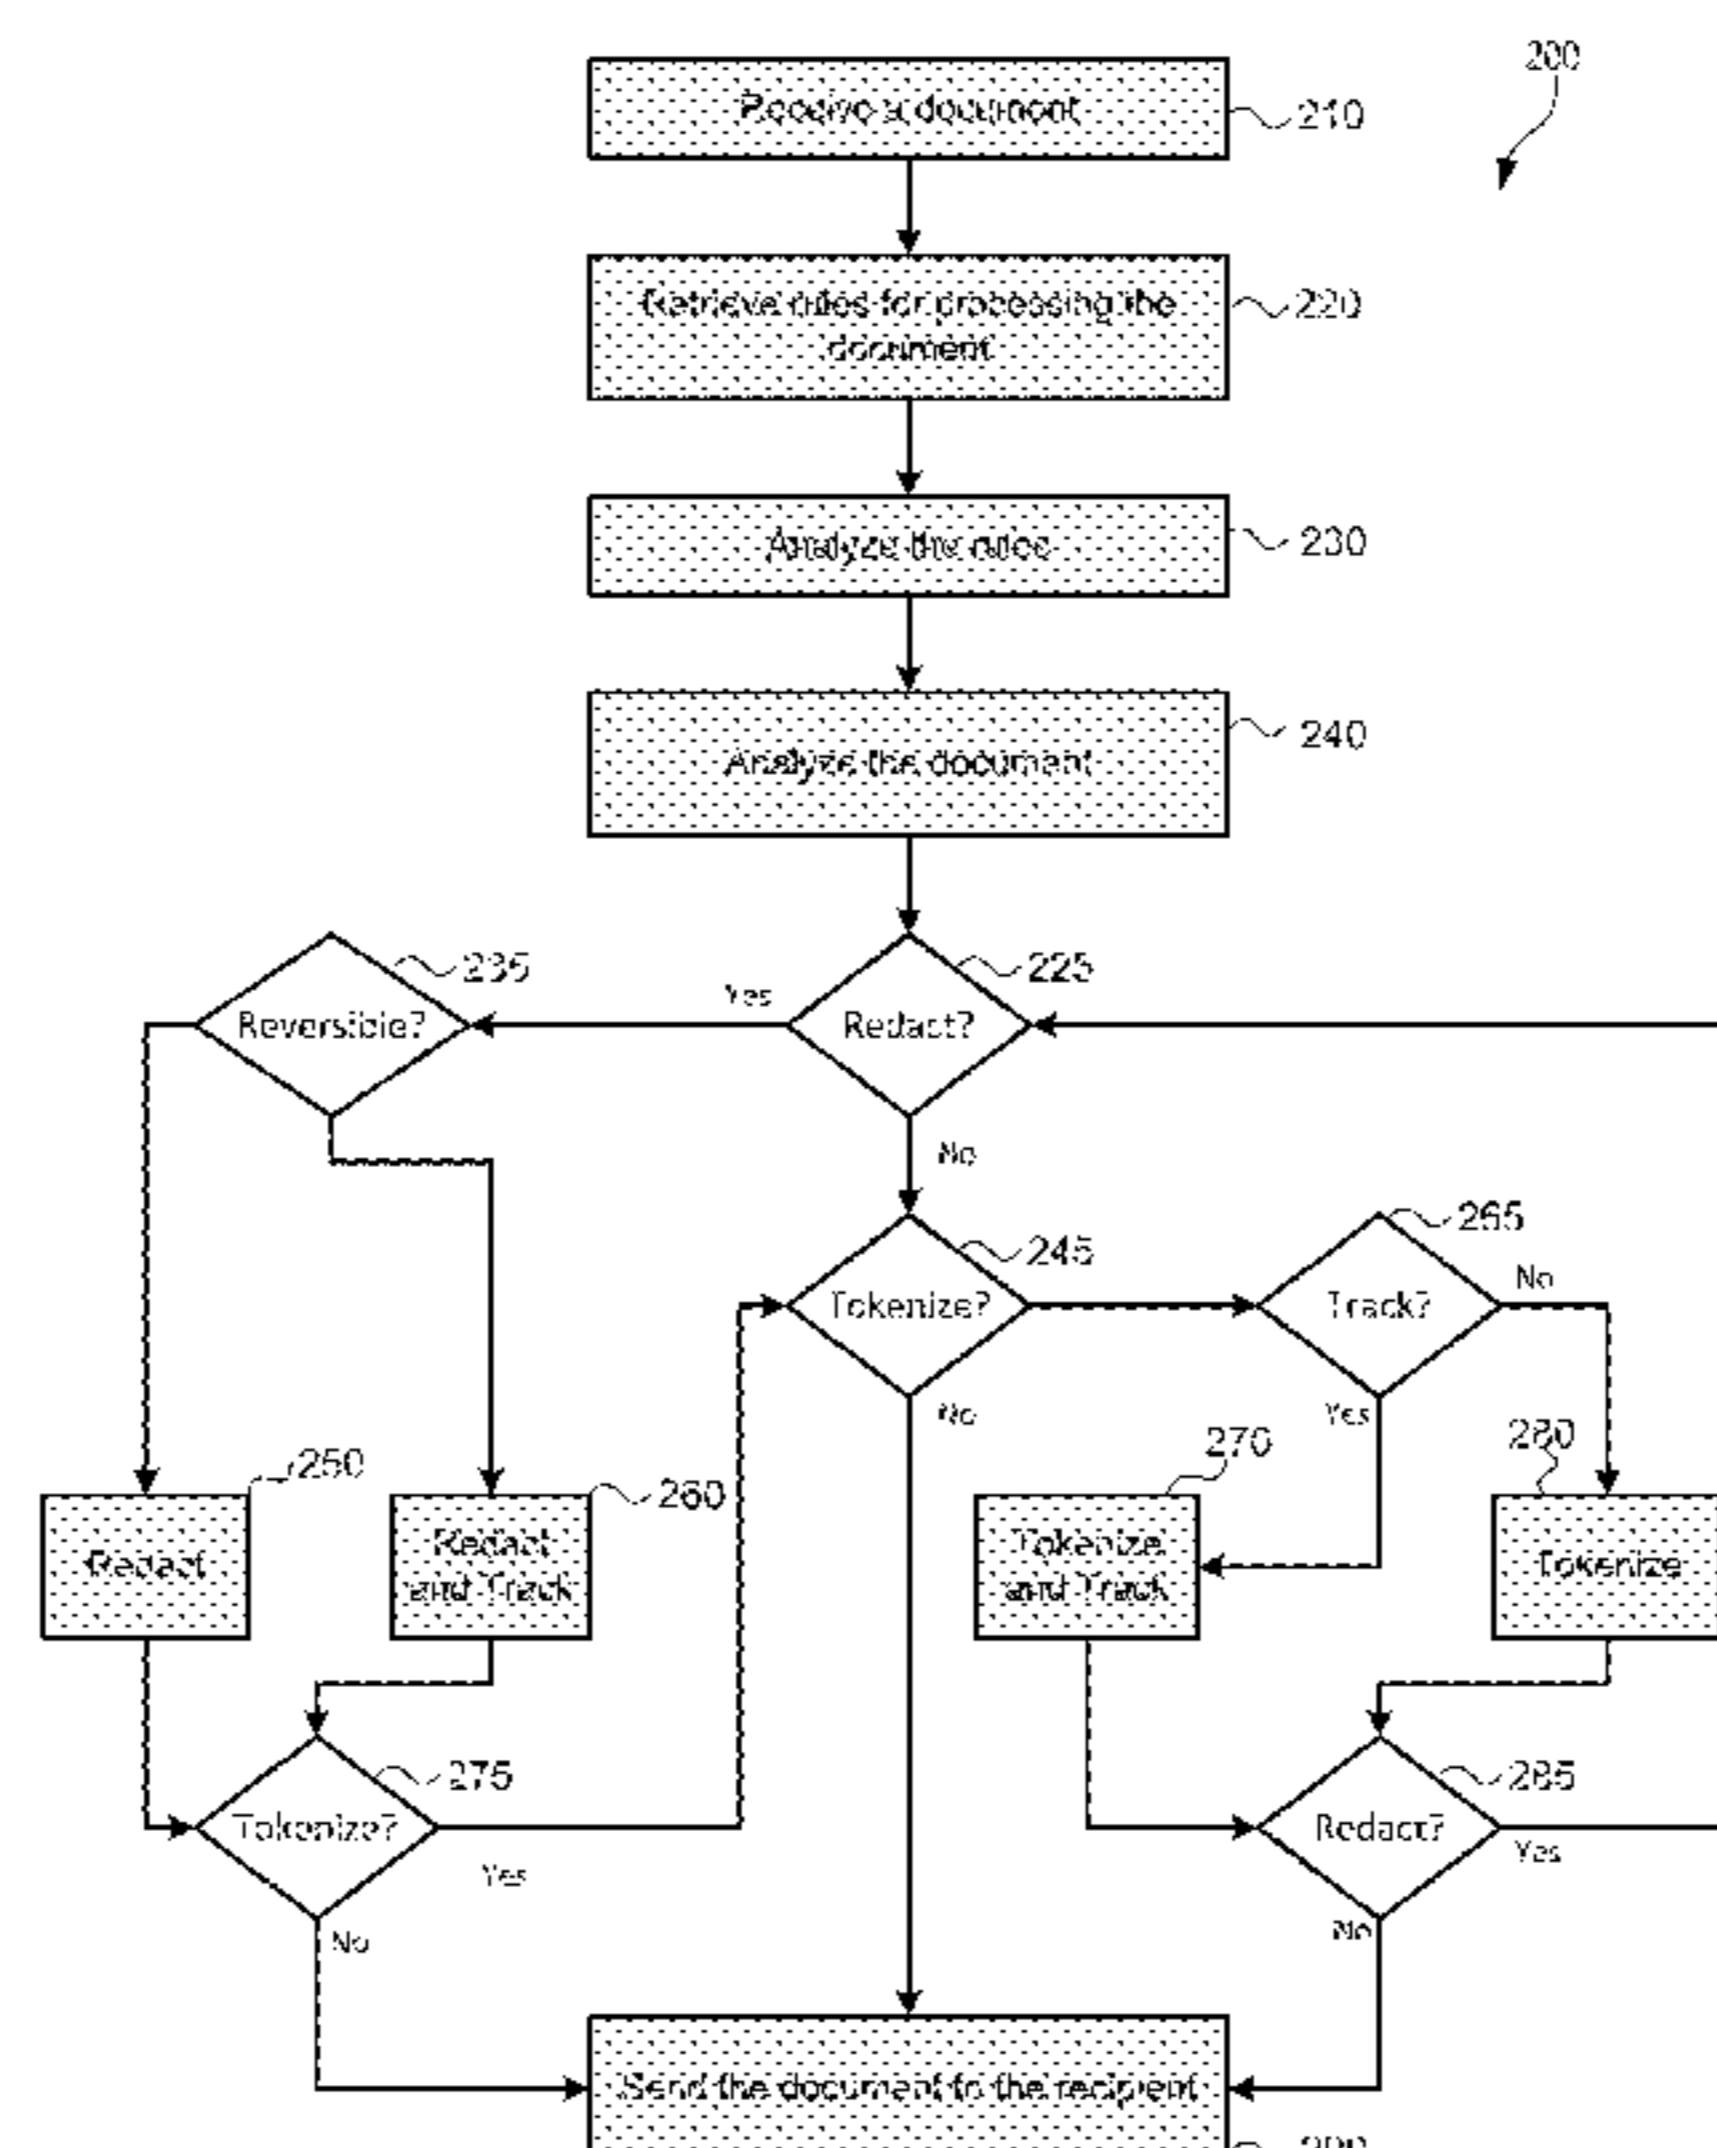 200
Receive a document
210
Retrieve rules for processing the
document
220
Analyze the rules
230
Analyze the document
240
Reversible?
235
Yes
Redact?
225
No
Tokenize?
245
Track?
265
No
No
Yes
Redact
250
Redact
and Track
260
Tokenize
and Track
270
Tokenize
280
Tokenize?
275
Yes
No
Redact?
285
Yes
No
Send the document to the recipient